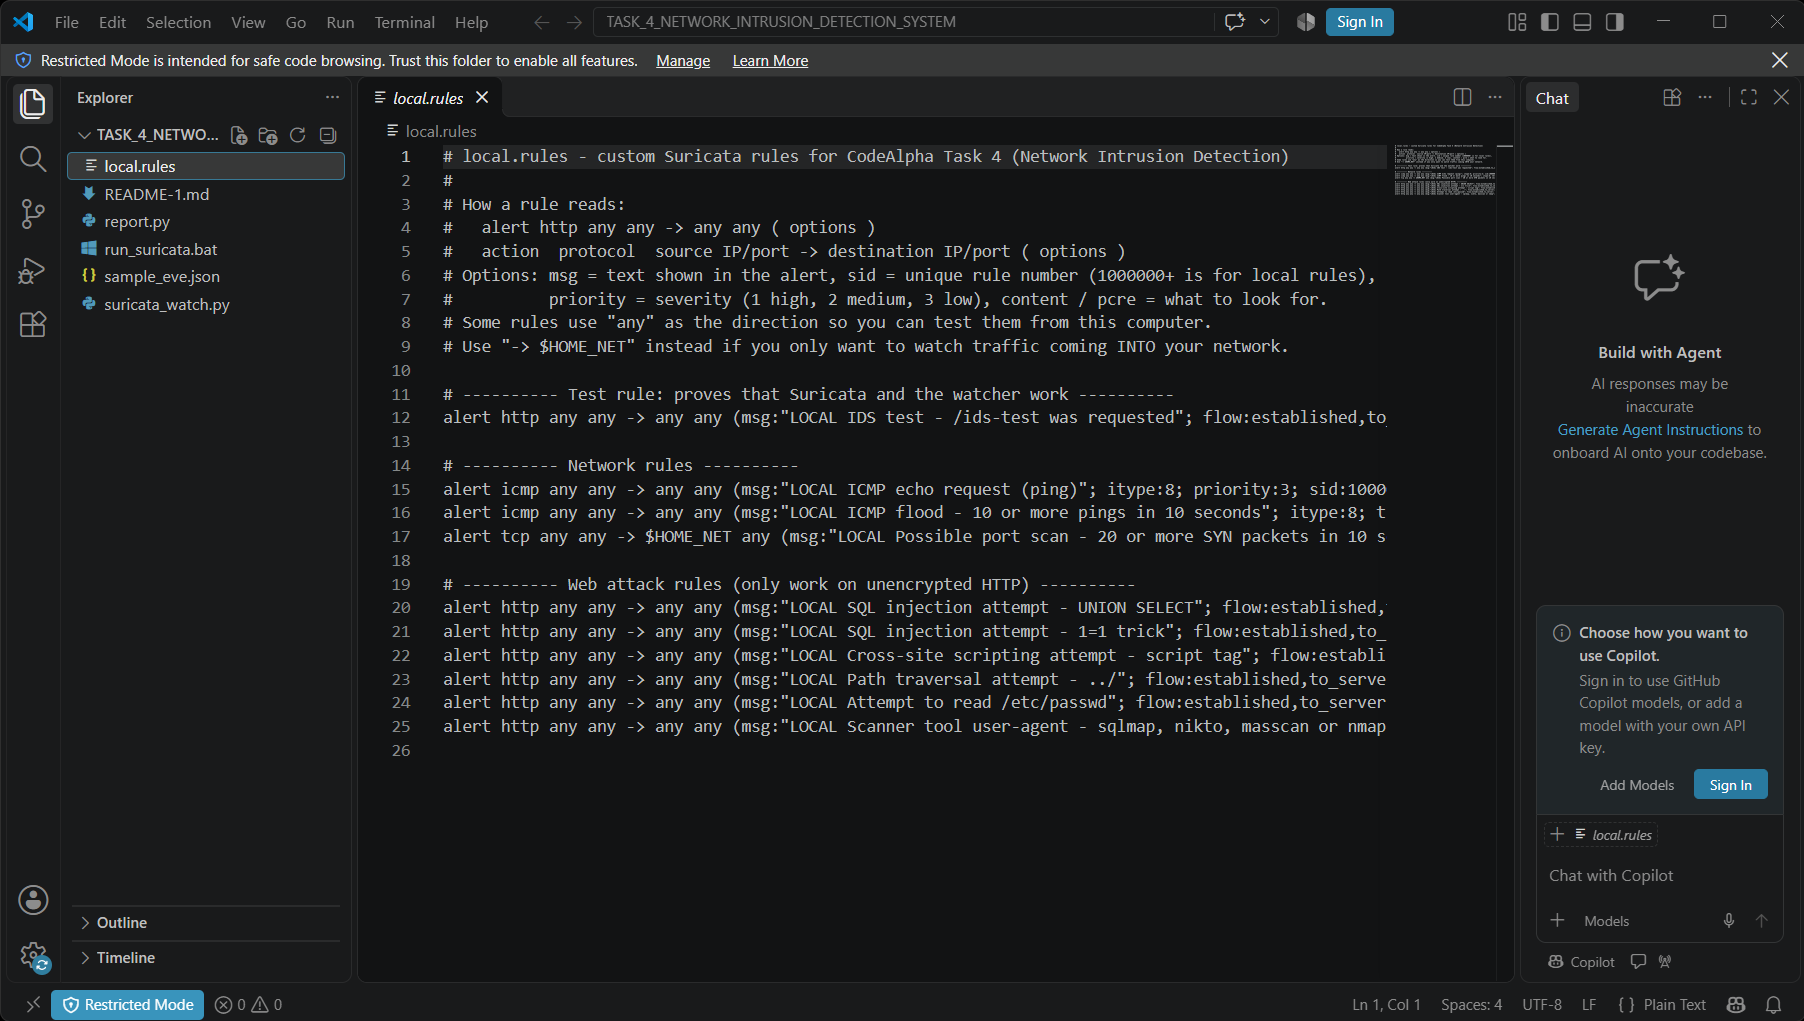 File Edit Selection View Go Run Terminal Help
TASK_4_NETWORK_INTRUSION_DETECTION_SYSTEM
Sign In
Restricted Mode is intended for safe code browsing. Trust this folder to enable all features. Manage Learn More
Explorer
TASK_4_NETWO...
local.rules
README-1.md
report.py
run_suricata.bat
sample_eve.json
suricata_watch.py
Outline
Timeline
local.rules
local.rules
1 # local.rules - custom Suricata rules for CodeAlpha Task 4 (Network Intrusion Detection)
2 #
3 # How a rule reads:
4 #   alert http any any -> any any ( options )
5 #   action  protocol  source IP/port -> destination IP/port ( options )
6 # Options: msg = text shown in the alert, sid = unique rule number (1000000+ is for local rules),
7 #          priority = severity (1 high, 2 medium, 3 low), content / pcre = what to look for.
8 # Some rules use "any" as the direction so you can test them from this computer.
9 # Use "-> $HOME_NET" instead if you only want to watch traffic coming INTO your network.
10
11 # ---------- Test rule: proves that Suricata and the watcher work ----------
12 alert http any any -> any any (msg:"LOCAL IDS test - /ids-test was requested"; flow:established,to_
13
14 # ---------- Network rules ----------
15 alert icmp any any -> any any (msg:"LOCAL ICMP echo request (ping)"; itype:8; priority:3; sid:1000
16 alert icmp any any -> any any (msg:"LOCAL ICMP flood - 10 or more pings in 10 seconds"; itype:8; t
17 alert tcp any any -> $HOME_NET any (msg:"LOCAL Possible port scan - 20 or more SYN packets in 10 s
18
19 # ---------- Web attack rules (only work on unencrypted HTTP) ----------
20 alert http any any -> any any (msg:"LOCAL SQL injection attempt - UNION SELECT"; flow:established,
21 alert http any any -> any any (msg:"LOCAL SQL injection attempt - 1=1 trick"; flow:established,to_
22 alert http any any -> any any (msg:"LOCAL Cross-site scripting attempt - script tag"; flow:establi
23 alert http any any -> any any (msg:"LOCAL Path traversal attempt - ../"; flow:established,to_serve
24 alert http any any -> any any (msg:"LOCAL Attempt to read /etc/passwd"; flow:established,to_server
25 alert http any any -> any any (msg:"LOCAL Scanner tool user-agent - sqlmap, nikto, masscan or nmap
26
Chat
Build with Agent
AI responses may be
inaccurate
Generate Agent Instructions to
onboard AI onto your codebase.
Choose how you want to
use Copilot.
Sign in to use GitHub
Copilot models, or add a
model with your own API
key.
Add Models Sign In
local.rules
Chat with Copilot
Models
Copilot
Restricted Mode 0 0
Ln 1, Col 1 Spaces: 4 UTF-8 LF { } Plain Text